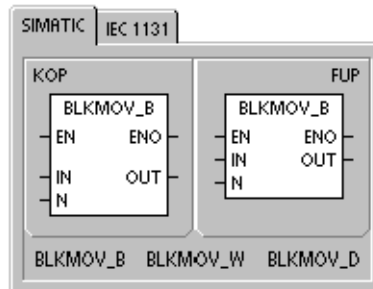 SIMATIC IEC 1131
KOP FUP
BLKMOV_B BLKMOV_B
EN ENO EN ENO
IN OUT IN OUT
N N
BLKMOV_B BLKMOV_W BLKMOV_D